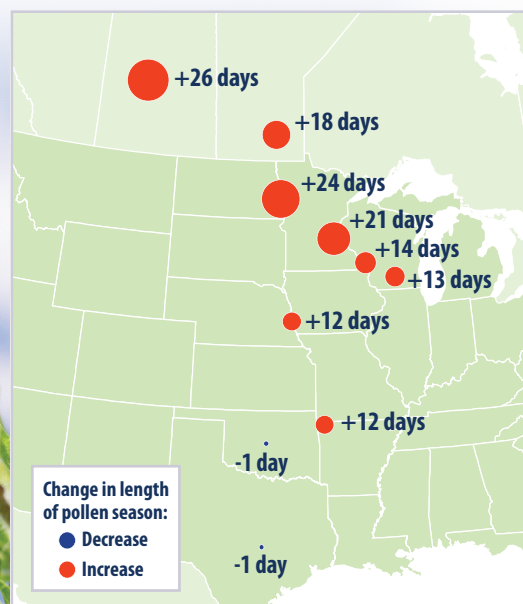 +26 days
+18 days
+24 days
+21 days
+14 days
+13 days
+12 days
+12 days
-1 day
-1 day
Change in length
of pollen season:
Decrease
Increase